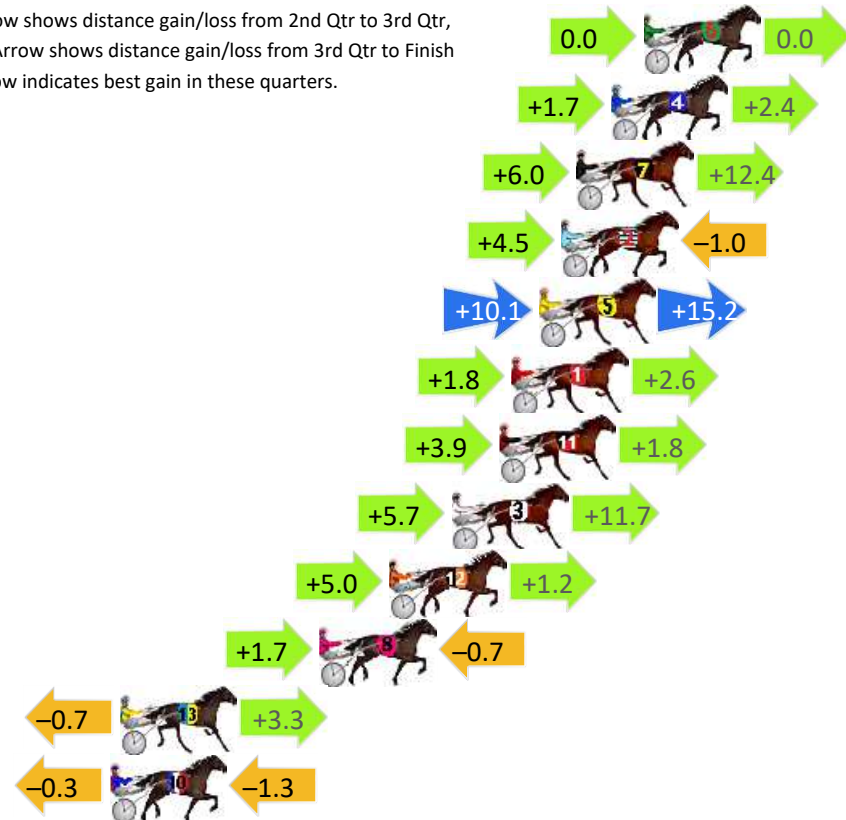 ow shows distance gain/loss from 2nd Qtr to 3rd Qtr,
Arrow shows distance gain/loss from 3rd Qtr to Finish
ow indicates best gain in these quarters.
0.0 0.0
+1.7 4 +2.4
+6.0 7 +12.4
+4.5 –1.0
+10.1 5 +15.2
+1.8 1 +2.6
+3.9 11 +1.8
+5.7 3 +11.7
+5.0 12 +1.2
+1.7 8 –0.7
–0.7 13 +3.3
–0.3 10 –1.3